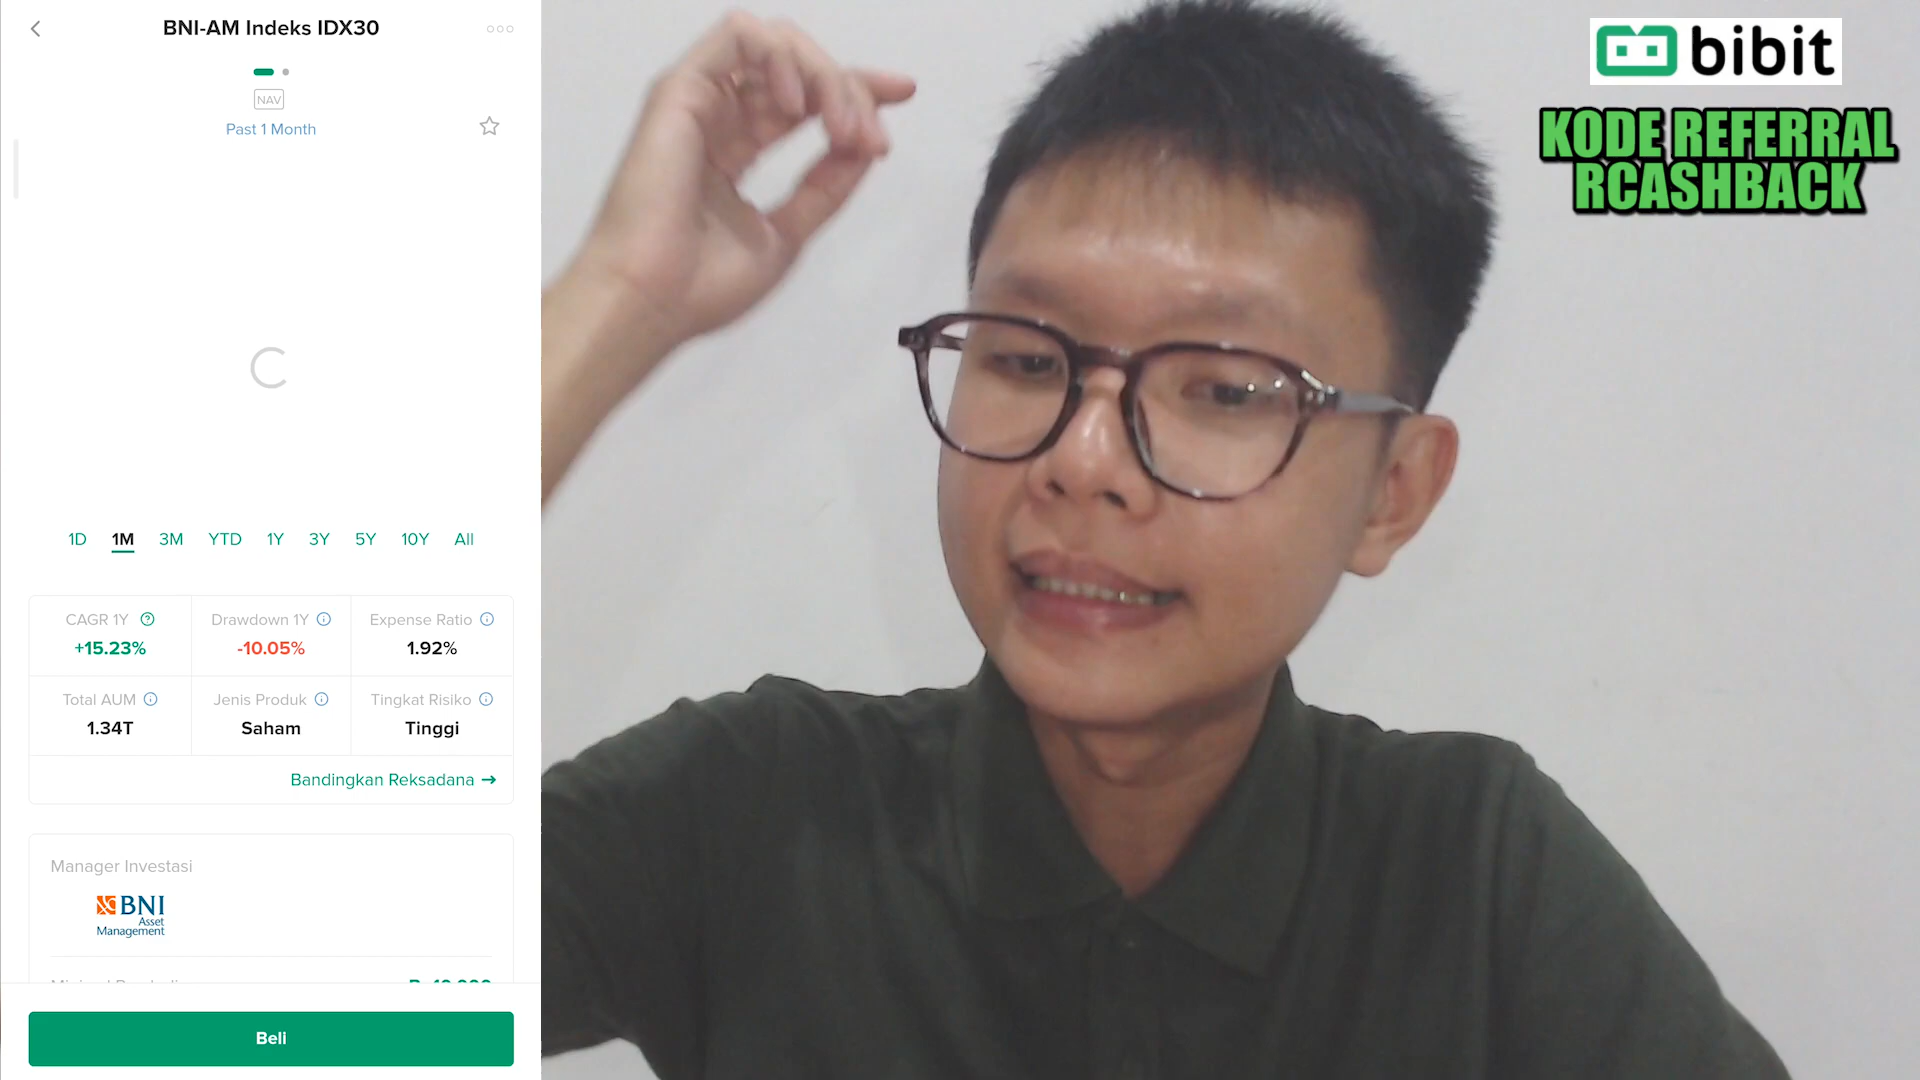 BNI-AM Indeks IDX30
NAV
Past 1 Month
1D 1M 3M YTD 1Y 3Y 5Y 10Y All
CAGR 1Y Drawdown 1Y Expense Ratio
+15.23% -10.05% 1.92%
Total AUM Jenis Produk Tingkat Risiko
1.34T Saham Tinggi
Bandingkan Reksadana →
Manager Investasi
BNI
Asset
Management
Beli
bibit
KODE REFERRAL
RCASHBACK